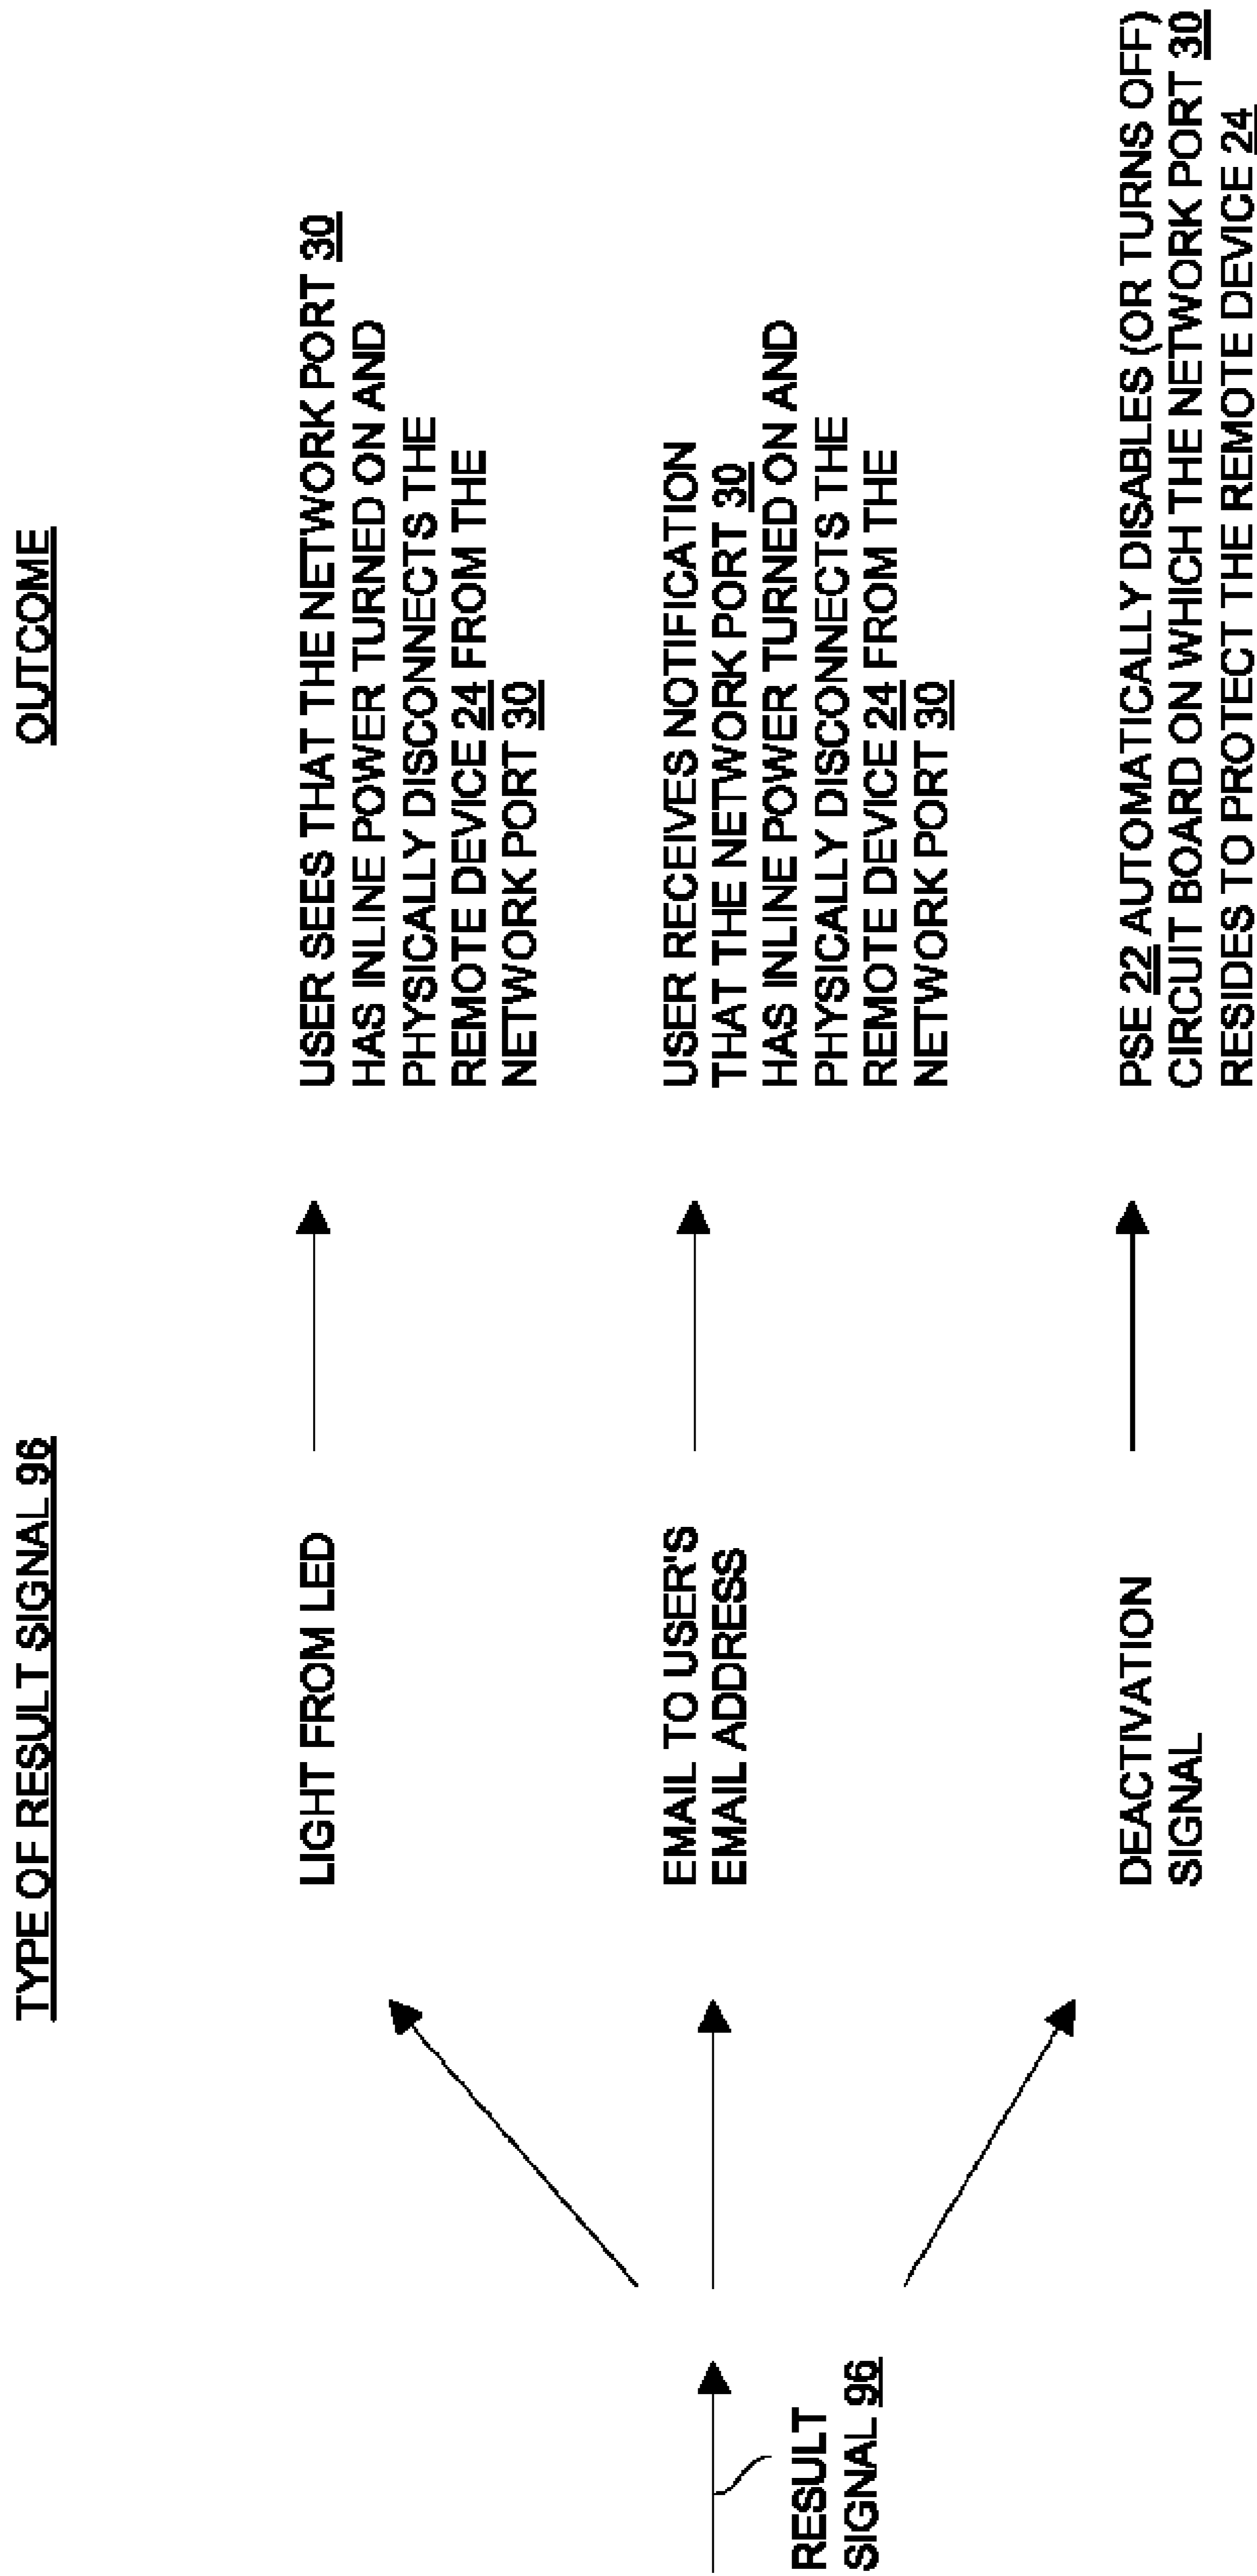 TYPE OF RESULT SIGNAL 96
OUTCOME
LIGHT FROM LED
USER SEES THAT THE NETWORK PORT 30
HAS INLINE POWER TURNED ON AND
PHYSICALLY DISCONNECTS THE
REMOTE DEVICE 24 FROM THE
NETWORK PORT 30
RESULT
SIGNAL 96
EMAIL TO USER'S
EMAIL ADDRESS
USER RECEIVES NOTIFICATION
THAT THE NETWORK PORT 30
HAS INLINE POWER TURNED ON AND
PHYSICALLY DISCONNECTS THE
REMOTE DEVICE 24 FROM THE
NETWORK PORT 30
DEACTIVATION
SIGNAL
PSE 22 AUTOMATICALLY DISABLES (OR TURNS OFF)
CIRCUIT BOARD ON WHICH THE NETWORK PORT 30
RESIDES TO PROTECT THE REMOTE DEVICE 24